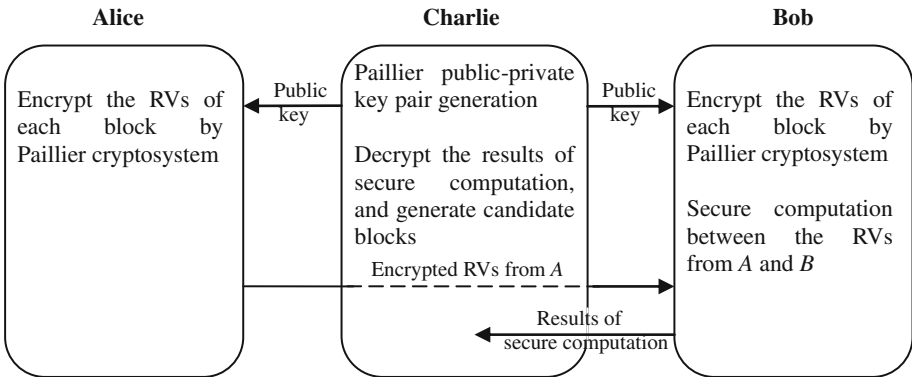 Alice
Charlie
Bob
Encrypt the RVs of
each block by
Paillier cryptosystem
Public
key
Paillier public-private
key pair generation
Decrypt the results of
secure computation,
and generate candidate
blocks
Public
key
Encrypt the RVs of
each block by
Paillier cryptosystem
Secure computation
between the RVs
from A and B
Encrypted RVs from A
Results of
secure computation